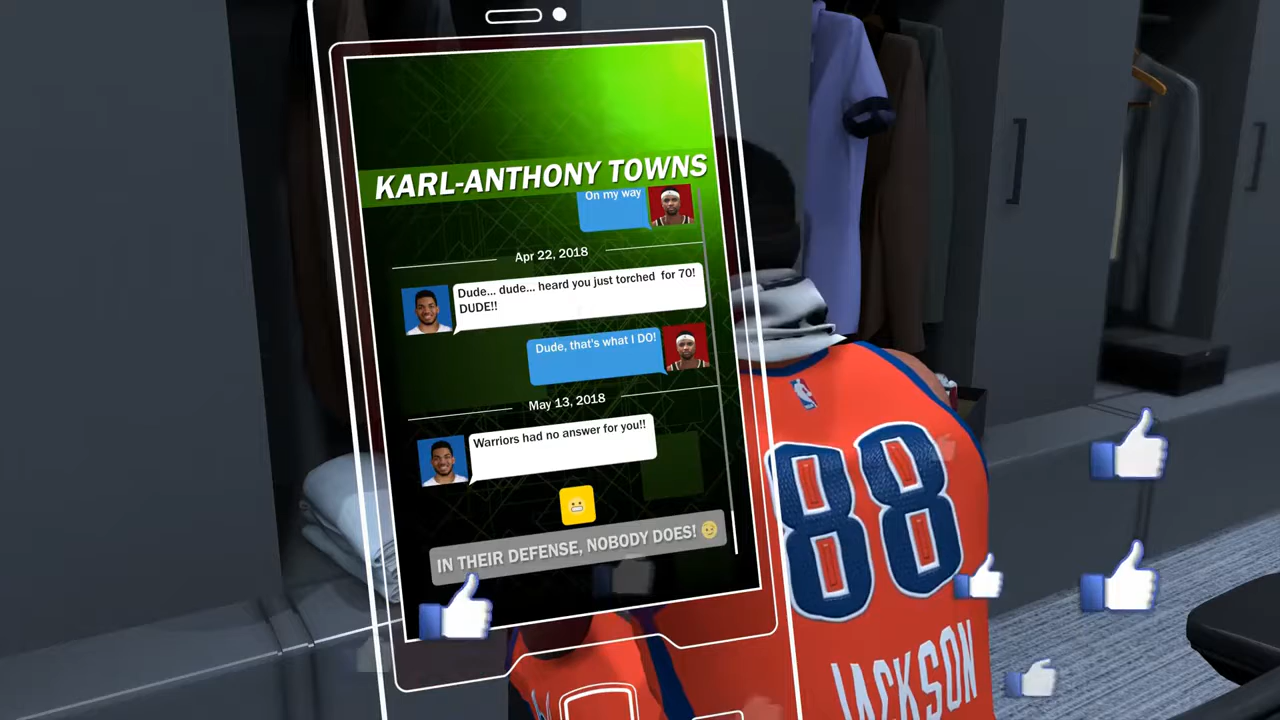 KARL-ANTHONY TOWNS
On my way
Apr 22, 2018
Dude... dude... heard you just torched for 70!
DUDE!!
Dude, that's what I DO!
May 13, 2018
Warriors had no answer for you!!
IN THEIR DEFENSE, NOBODY DOES!
88
JACKSON